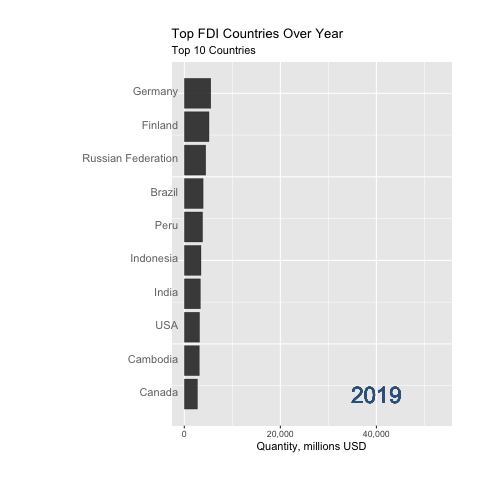 Top FDI Countries Over Year
Top 10 Countries
Germany
Finland
Russian Federation
Brazil
Peru
Indonesia
India
USA
Cambodia
Canada
2019
0 20,000 40,000
Quantity, millions USD